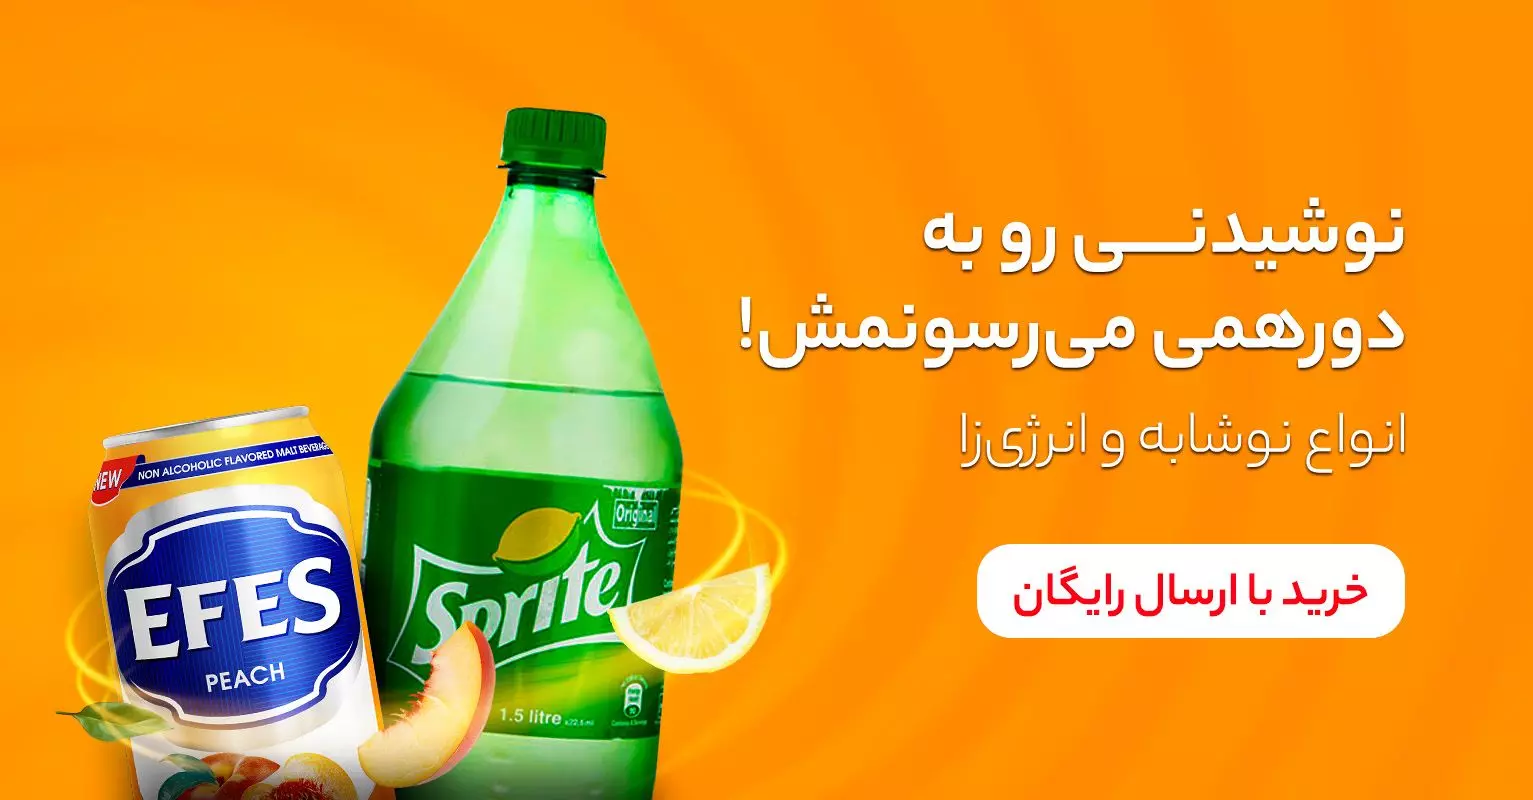 نوشیدنی رو به
دورهمی می‌رسونمش!
انواع نوشابه و انرژی‌زا
خرید با ارسال رایگان
NEW
NON ALCOHOLIC FLAVORED MALT BEVERAGE
EFES
PEACH
Original
Sprite
1.5 litre